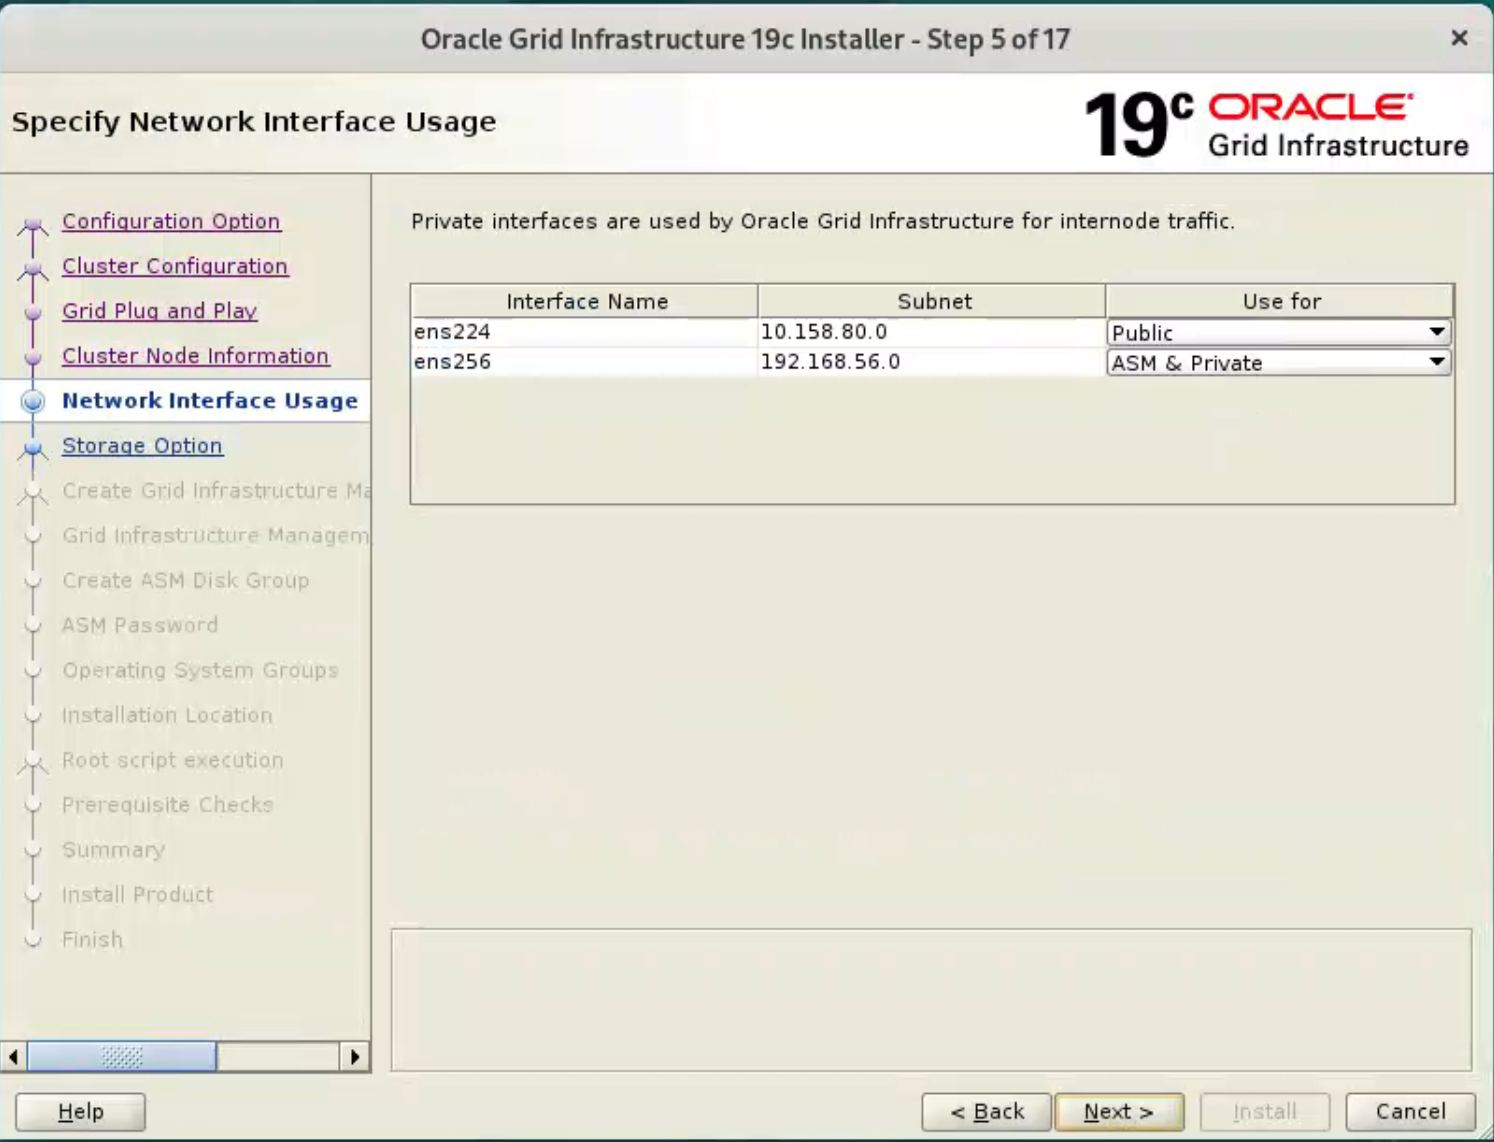 Oracle Grid Infrastructure 19c Installer - Step 5 of 17
Specify Network Interface Usage
19c ORACLE
Grid Infrastructure
Configuration Option
Cluster Configuration
Grid Plug and Play
Cluster Node Information
Network Interface Usage
Storage Option
Create Grid Infrastructure Ma
Grid Infrastructure Managem
Create ASM Disk Group
ASM Password
Operating System Groups
Installation Location
Root script execution
Prerequisite Checks
Summary
Install Product
Finish
Private interfaces are used by Oracle Grid Infrastructure for internode traffic.
Interface Name Subnet Use for
ens224 10.158.80.0 Public
ens256 192.168.56.0 ASM & Private
Help < Back Next > Install Cancel